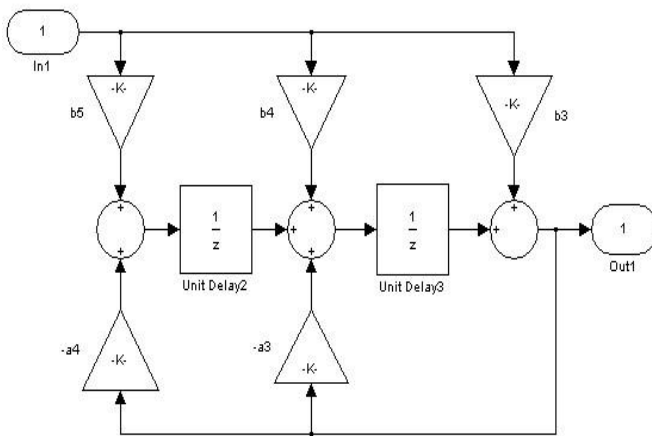 1
In1
-K-
b5
-K-
b4
-K-
b3
+
+
1
z
Unit Delay2
+
+
+
1
z
Unit Delay3
+
+
1
Out1
-a4
-K-
-a3
-K-